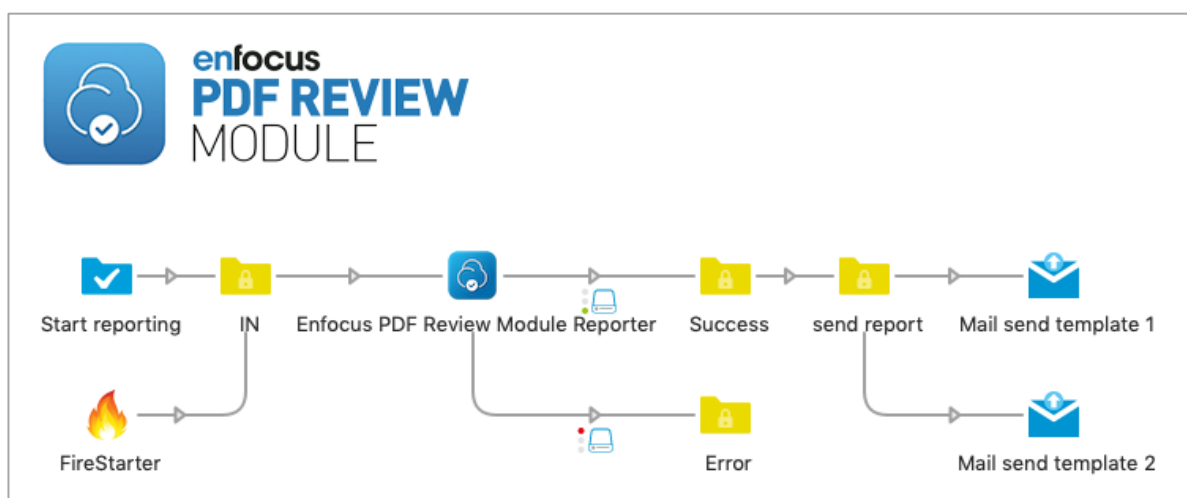 enfocus
PDF REVIEW
MODULE
Start reporting
IN
Enfocus PDF Review Module Reporter
Success
send report
Mail send template 1
FireStarter
Error
Mail send template 2